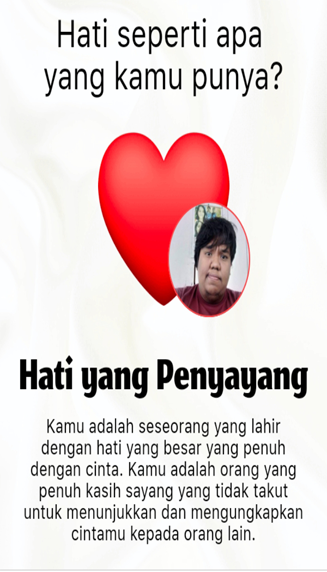 Hati seperti apa
yang kamu punya?
Hati yang Penyayang
Kamu adalah seseorang yang lahir
dengan hati yang besar yang penuh
dengan cinta. Kamu adalah orang yang
penuh kasih sayang yang tidak takut
untuk menunjukkan dan mengungkapkan
cintamu kepada orang lain.